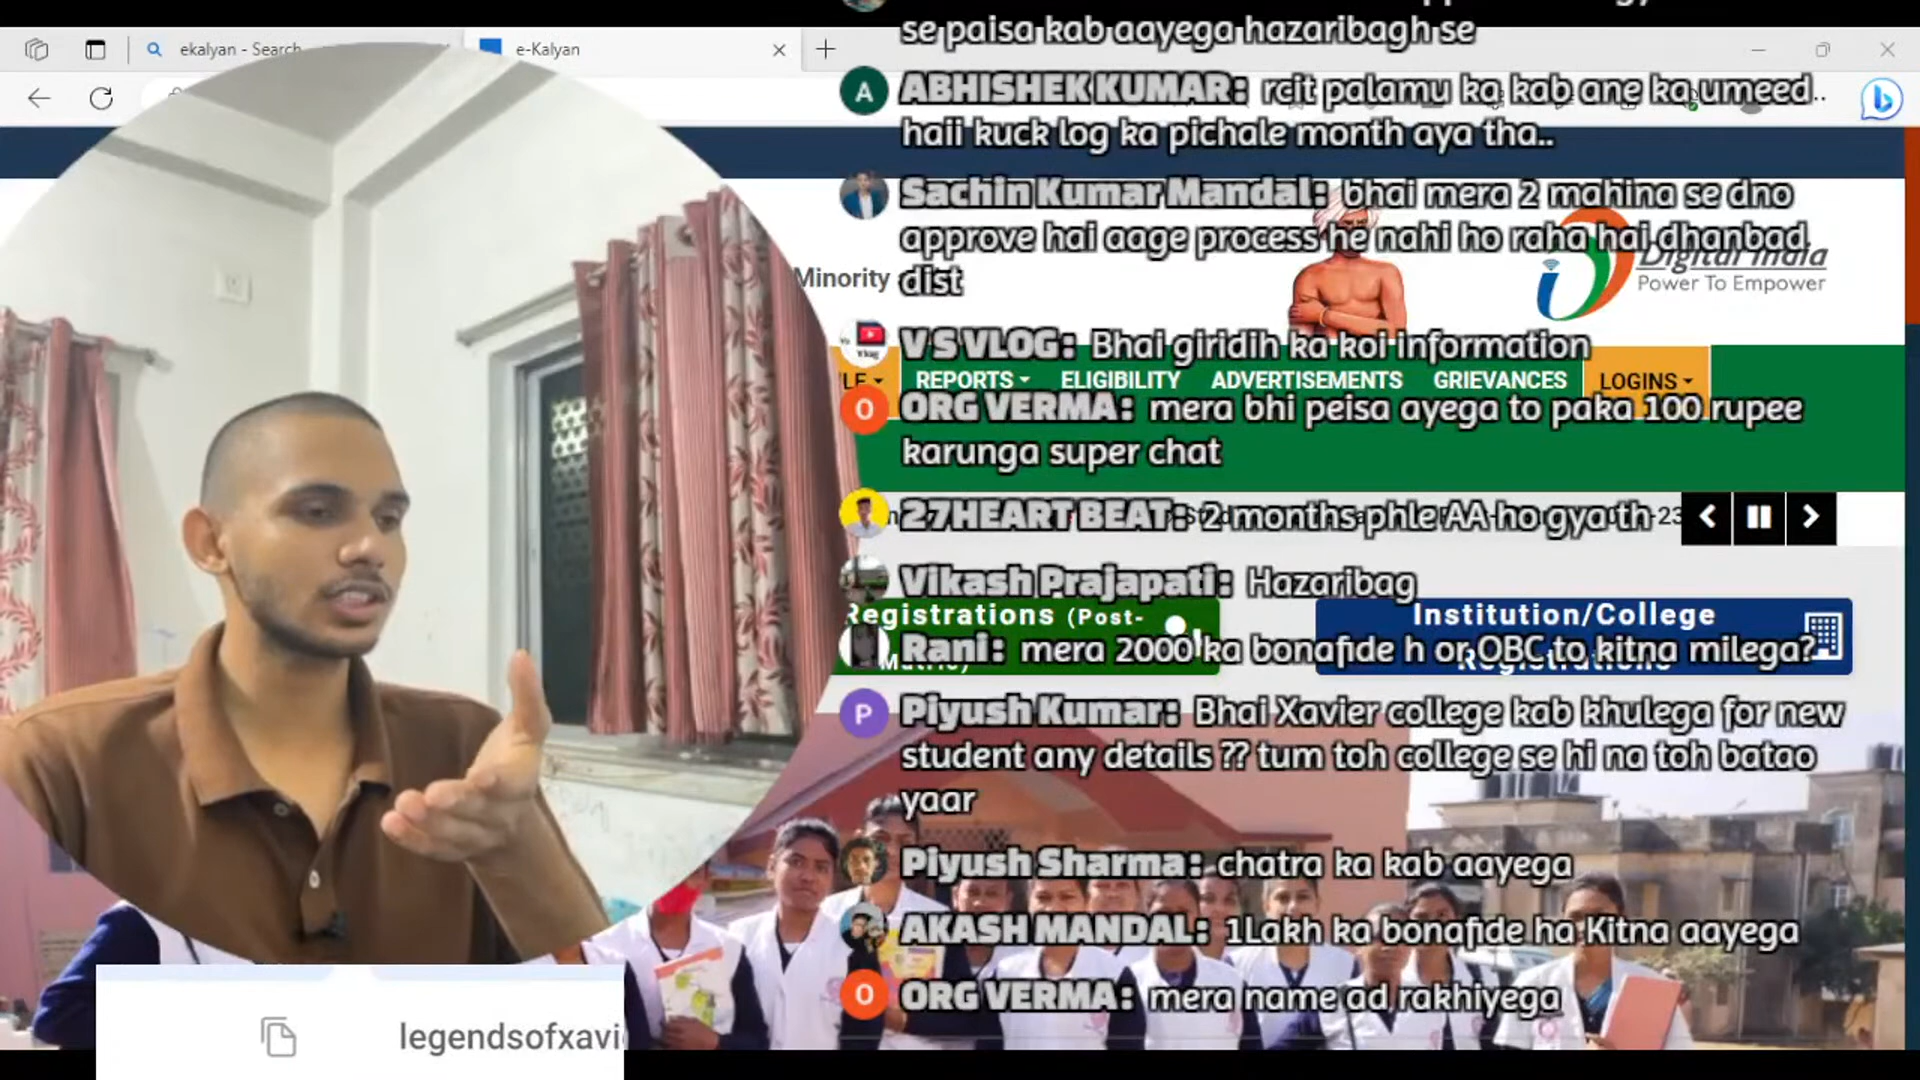 ekalyan - Search
e-Kalyan
se paisa kab aayega hazaribagh se
A
ABHISHEK KUMAR: rcit palamu ka kab ane ka umeed
haii kuck log ka pichale month aya tha..
Sachin Kumar Mandal: bhai mera 2 mahina se dno
approve hai aage process he nahi ho raha hai dhanbad
dist
Minority
Digital India
Power To Empower
VS VLOG: Bhai giridih ka koi information
REPORTS
ELIGIBILITY
ADVERTISEMENTS
GRIEVANCES
LOGINS
O
ORG VERMA: mera bhi peisa ayega to paka 100 rupee
karunga super chat
27HEART BEAT: 2 months phle AA ho gya th
-23
Vikash Prajapati: Hazaribag
Registrations (Post-
Institution/College
Rani: mera 2000 ka bonafide h or OBC to kitna milega?
P
Piyush Kumar: Bhai Xavier college kab khulega for new
student any details ?? tum toh college se hi na toh batao
yaar
Piyush Sharma: chatra ka kab aayega
AKASH MANDAL: 1Lakh ka bonafide ha Kitna aayega
O
ORG VERMA: mera name ad rakhiyega
legendsofxavi